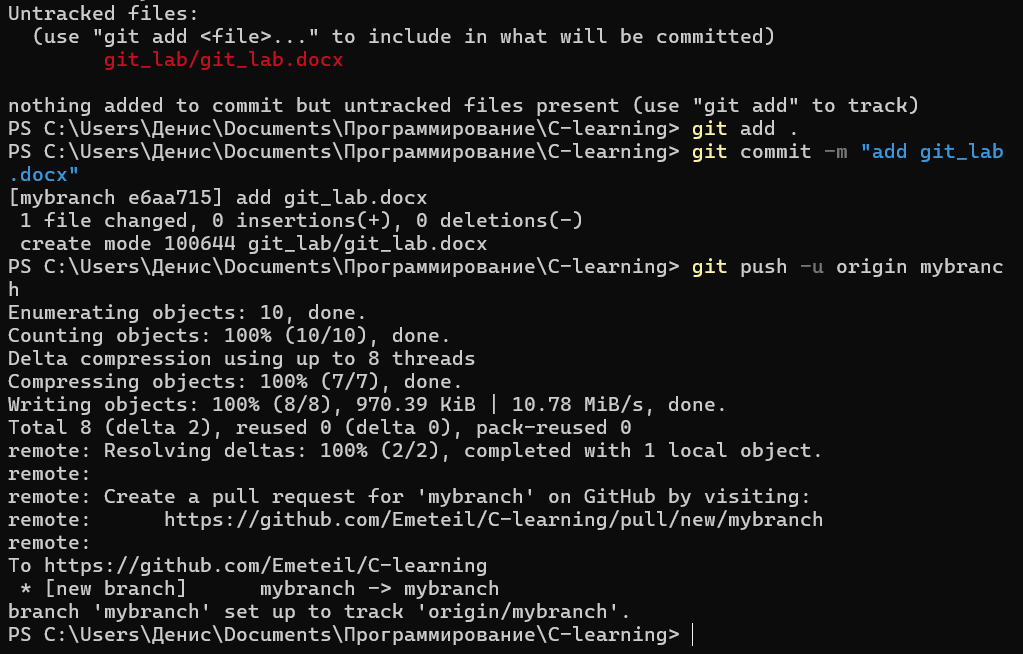 Untracked files:
  (use "git add <file>..." to include in what will be committed)
        git_lab/git_lab.docx

nothing added to commit but untracked files present (use "git add" to track)
PS C:\Users\Денис\Documents\Программирование\C-learning> git add .
PS C:\Users\Денис\Documents\Программирование\C-learning> git commit -m "add git_lab
.docx"
[mybranch e6aa715] add git_lab.docx
 1 file changed, 0 insertions(+), 0 deletions(-)
 create mode 100644 git_lab/git_lab.docx
PS C:\Users\Денис\Documents\Программирование\C-learning> git push -u origin mybranc
h
Enumerating objects: 10, done.
Counting objects: 100% (10/10), done.
Delta compression using up to 8 threads
Compressing objects: 100% (7/7), done.
Writing objects: 100% (8/8), 970.39 KiB | 10.78 MiB/s, done.
Total 8 (delta 2), reused 0 (delta 0), pack-reused 0
remote: Resolving deltas: 100% (2/2), completed with 1 local object.
remote:
remote: Create a pull request for 'mybranch' on GitHub by visiting:
remote:      https://github.com/Emeteil/C-learning/pull/new/mybranch
remote:
To https://github.com/Emeteil/C-learning
 * [new branch]      mybranch -> mybranch
branch 'mybranch' set up to track 'origin/mybranch'.
PS C:\Users\Денис\Documents\Программирование\C-learning>